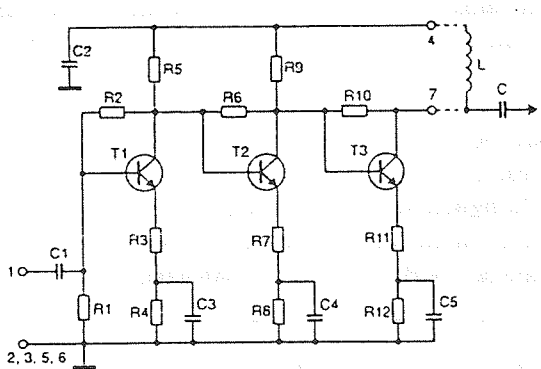 C2
4
R5
R9
L
R2
R6
R10
7
C
T1
T2
T3
R3
R7
R11
1
C1
R1
R4
C3
R8
C4
R12
C5
2, 3, 5, 6